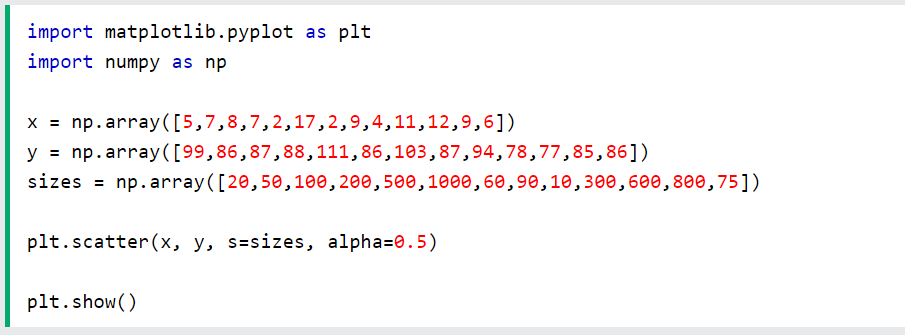 import matplotlib.pyplot as plt
import numpy as np
x = np.array([5,7,8,7,2,17,2,9,4,11,12,9,6])
y = np.array([99,86,87,88,111,86,103,87,94,78,77,85,86])
sizes = np.array([20,50,100,200,500,1000,60,90,10,300,600,800,75])
plt.scatter(x, y, s=sizes, alpha=0.5)
plt.show()